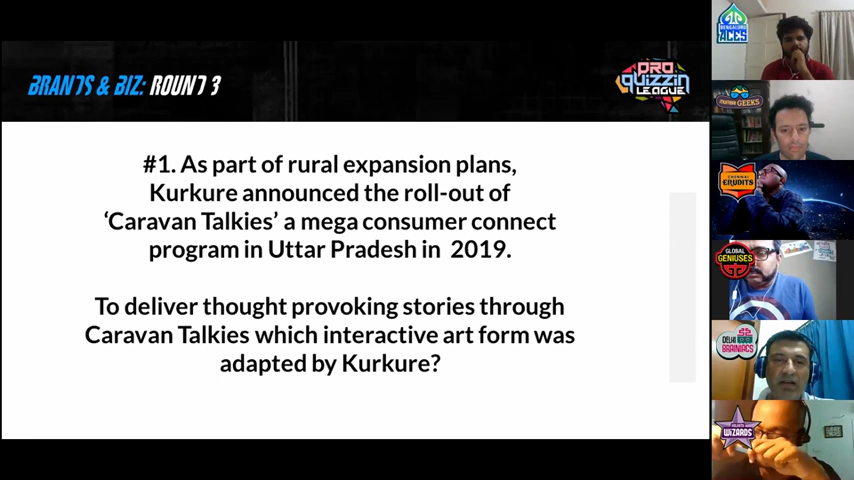 BRANDS & BIZ: ROUND 3
PRO
QUIZZIN
LEAGUE
#1. As part of rural expansion plans,
Kurkure announced the roll-out of
‘Caravan Talkies’ a mega consumer connect
program in Uttar Pradesh in 2019.
To deliver thought provoking stories through
Caravan Talkies which interactive art form was
adapted by Kurkure?
BENGALURU
ACES
GEEKS
CHENNAI
ERUDITS
GLOBAL
GENIUSES
DELHI
BRAINIACS
WIZARDS